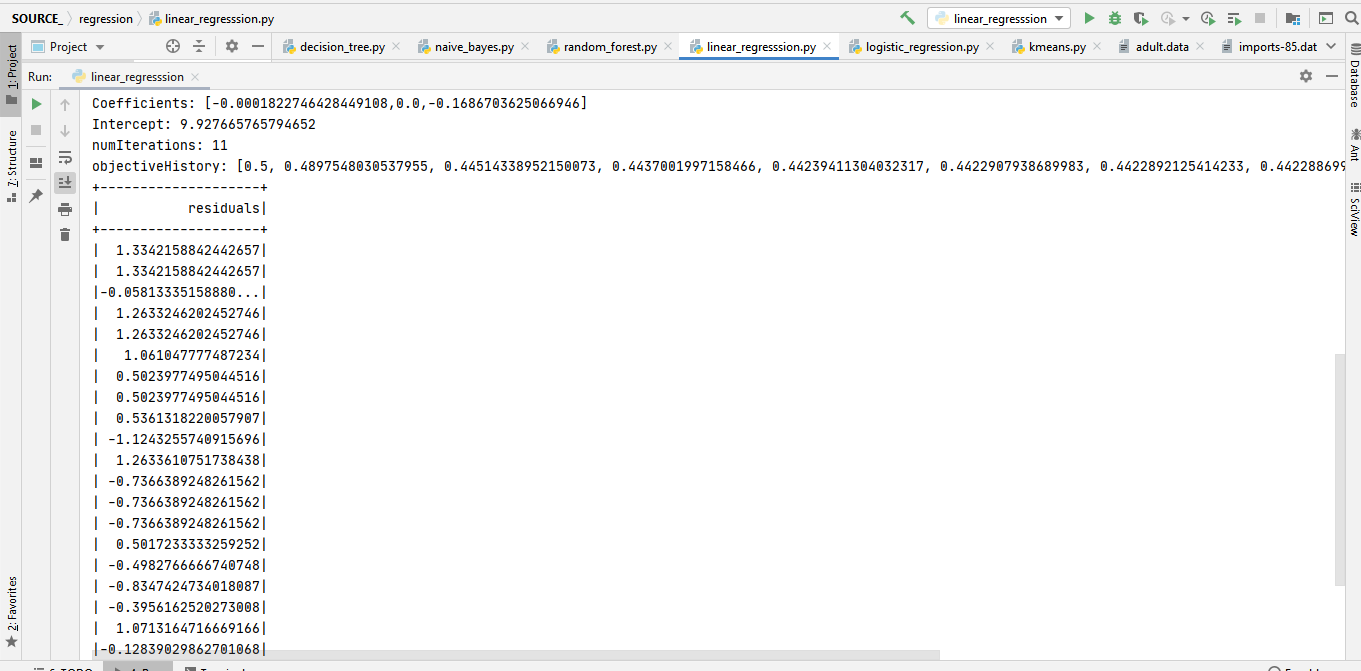 SOURCE_ regression linear_regresssion.py linear_regresssion
Project decision_tree.py naive_bayes.py random_forest.py linear_regresssion.py logistic_regression.py kmeans.py adult.data imports-85.dat
Run: linear_regresssion
1: Project
7: Structure
2: Favorites
Database
Ant
SciView
Coefficients: [-0.0001822746428449108,0.0,-0.1686703625066946]
Intercept: 9.927665765794652
numIterations: 11
objectiveHistory: [0.5, 0.4897548030537955, 0.44514338952150073, 0.4437001997158466, 0.44239411304032317, 0.4422907938689983, 0.4422892125414233, 0.442288699
+-------------------+
| residuals|
+-------------------+
| 1.3342158842442657|
| 1.3342158842442657|
|-0.05813335158880...|
| 1.2633246202452746|
| 1.2633246202452746|
| 1.061047777487234|
| 0.5023977495044516|
| 0.5023977495044516|
| 0.5361318220057907|
| -1.1243255740915696|
| 1.2633610751738438|
| -0.7366389248261562|
| -0.7366389248261562|
| -0.7366389248261562|
| 0.5017233333259252|
| -0.4982766666740748|
| -0.8347424734018087|
| -0.3956162520273008|
| 1.0713164716669166|
|-0.12839029862701068|